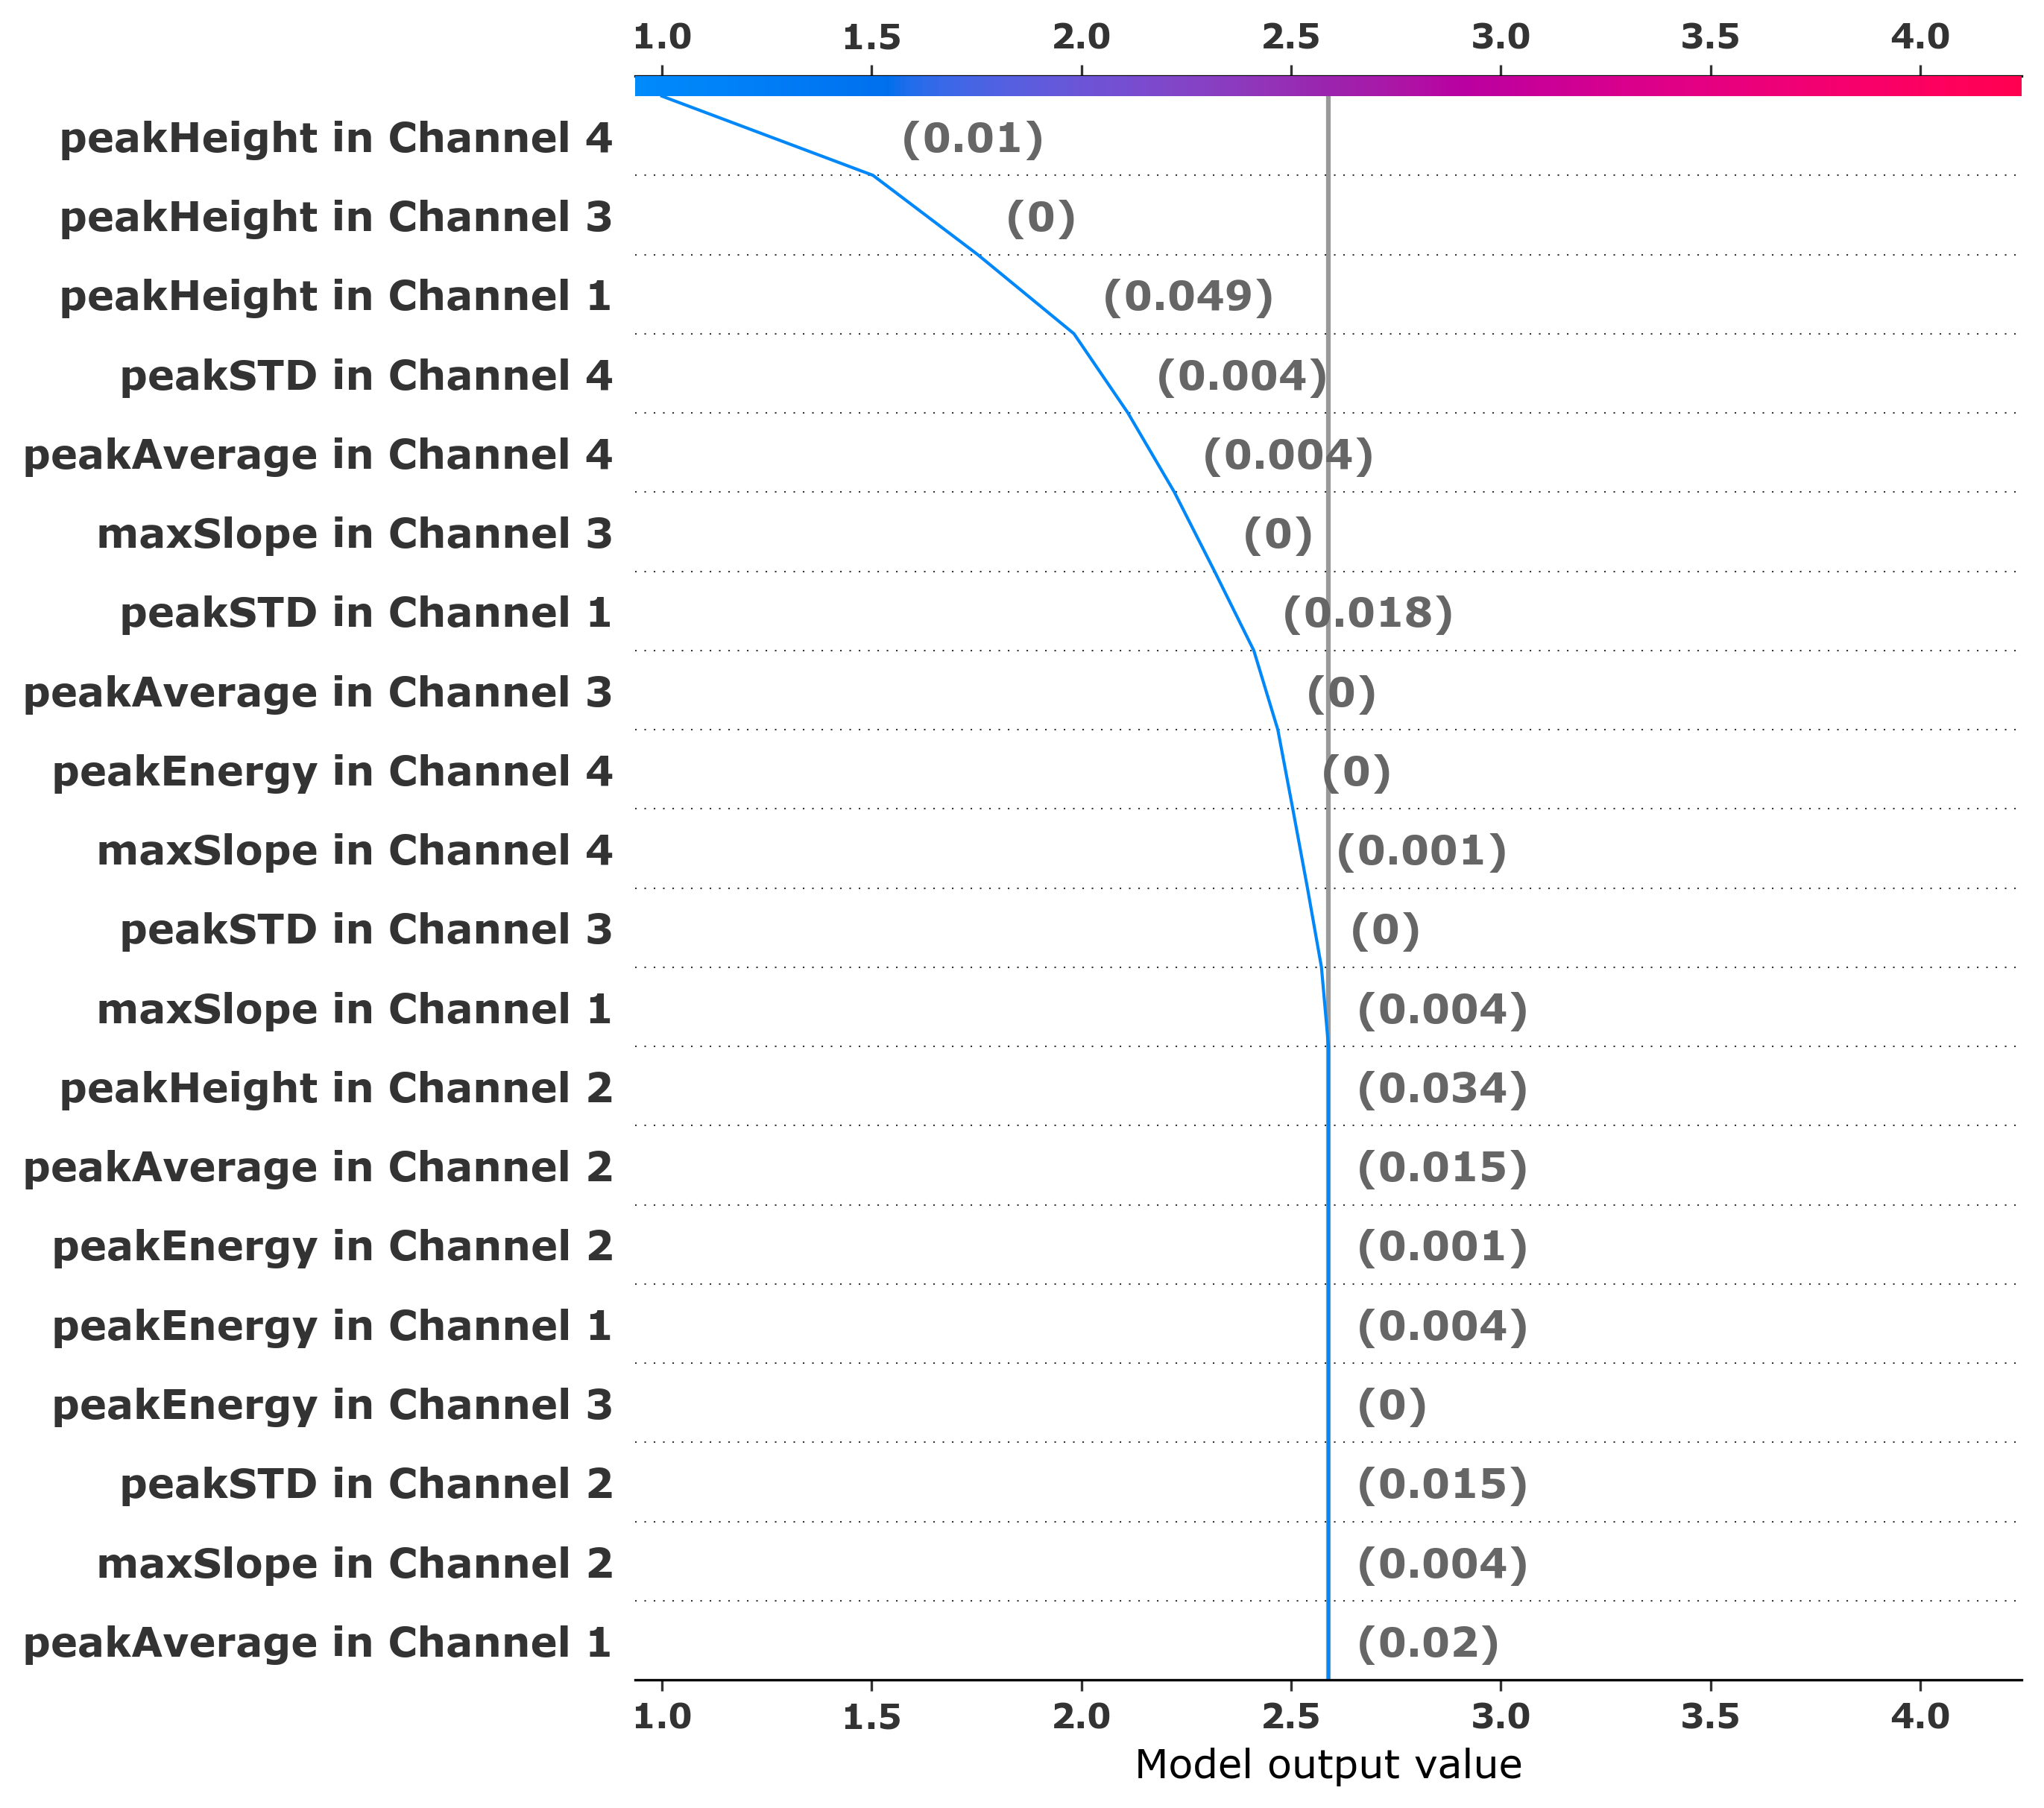 1.0 1.5 2.0 2.5 3.0 3.5 4.0
peakHeight in Channel 4 (0.01)
peakHeight in Channel 3 (0)
peakHeight in Channel 1 (0.049)
peakSTD in Channel 4 (0.004)
peakAverage in Channel 4 (0.004)
maxSlope in Channel 3 (0)
peakSTD in Channel 1 (0.018)
peakAverage in Channel 3 (0)
peakEnergy in Channel 4 (0)
maxSlope in Channel 4 (0.001)
peakSTD in Channel 3 (0)
maxSlope in Channel 1 (0.004)
peakHeight in Channel 2 (0.034)
peakAverage in Channel 2 (0.015)
peakEnergy in Channel 2 (0.001)
peakEnergy in Channel 1 (0.004)
peakEnergy in Channel 3 (0)
peakSTD in Channel 2 (0.015)
maxSlope in Channel 2 (0.004)
peakAverage in Channel 1 (0.02)
1.0 1.5 2.0 2.5 3.0 3.5 4.0
Model output value